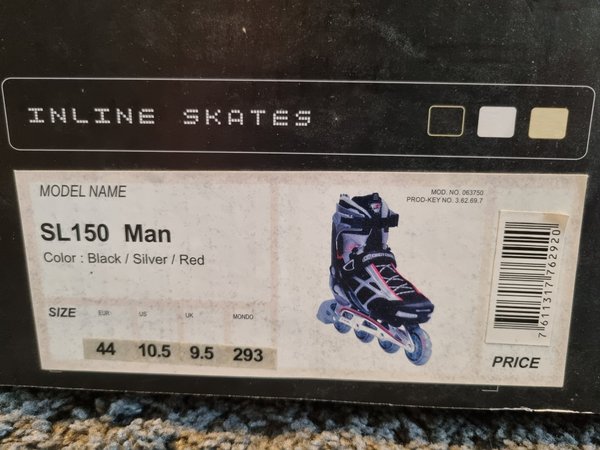 INLINE SKATES
MODEL NAME
SL150 Man
Color : Black / Silver / Red
MOD. NO. 063750
PROD-KEY NO. 3.62.69.7
SIZE EUR US UK MONDO
44 10.5 9.5 293
7611317762920
PRICE